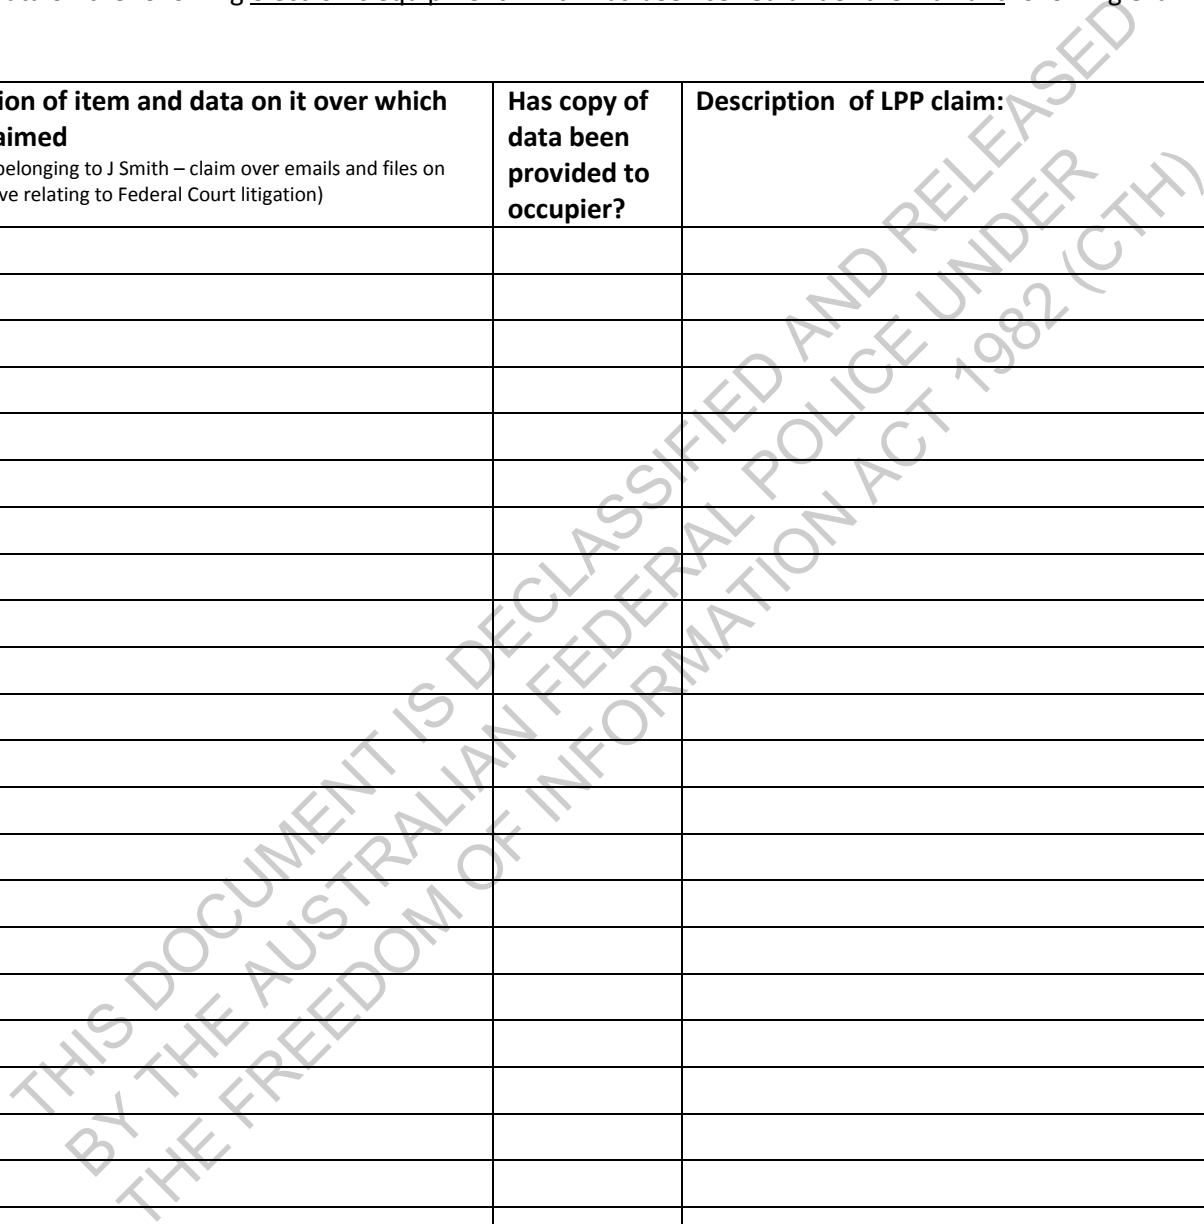 ion of item and data on it over which
aimed
belonging to J Smith – claim over emails and files on
ve relating to Federal Court litigation)
Has copy of
data been
provided to
occupier?
Description of LPP claim:
THIS DOCUMENT IS DECLASSIFIED AND RELEASED
BY THE AUSTRALIAN FEDERAL POLICE UNDER
THE FREEDOM OF INFORMATION ACT 1982 (CTH)